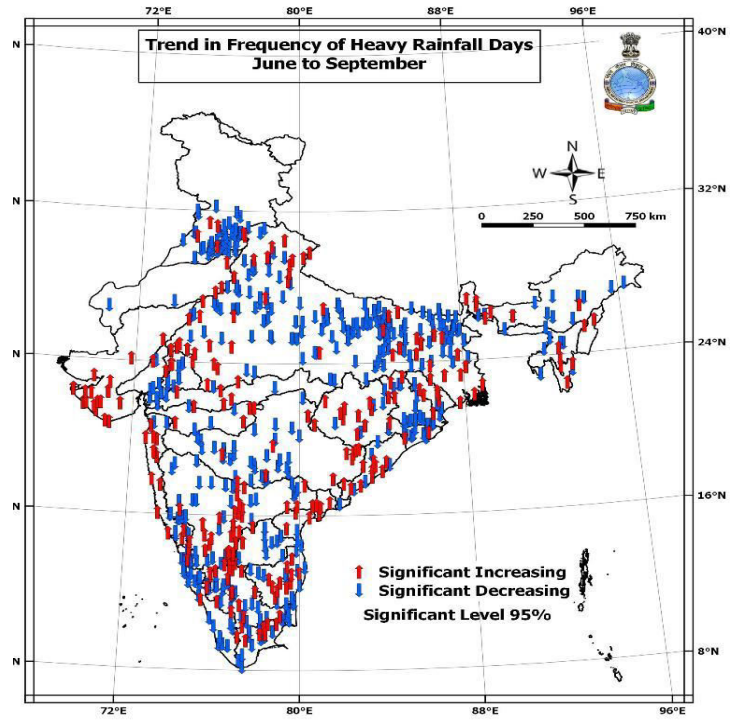 72°E 80°E 88°E 96°E
Trend in Frequency of Heavy Rainfall Days
June to September
N 40°N
N
W E
S
N 32°N
0 250 500 750 km
N 24°N
N 16°N
Significant Increasing
Significant Decreasing
Significant Level 95%
N 8°N
72°E 80°E 88°E 96°E